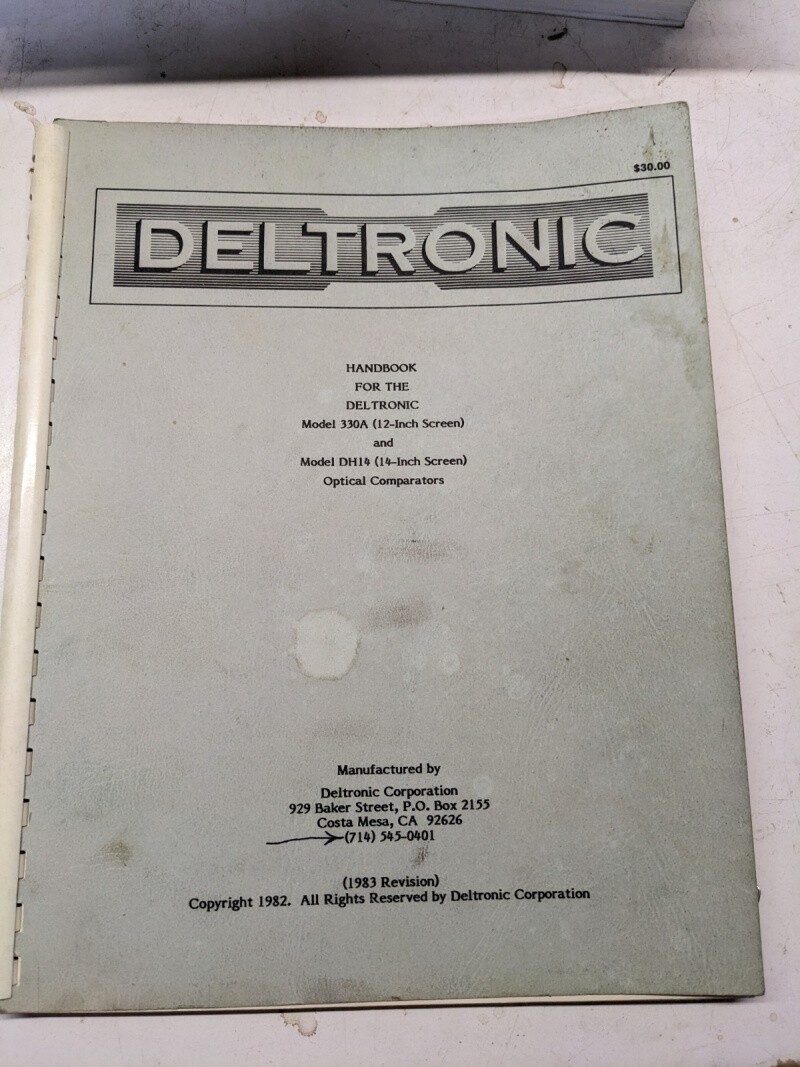 $30.00
DELTRONIC
HANDBOOK
FOR THE
DELTRONIC
Model 330A (12-Inch Screen)
and
Model DH14 (14-Inch Screen)
Optical Comparators
Manufactured by
Deltronic Corporation
929 Baker Street, P.O. Box 2155
Costa Mesa, CA 92626
(714) 545-0401
(1983 Revision)
Copyright 1982. All Rights Reserved by Deltronic Corporation